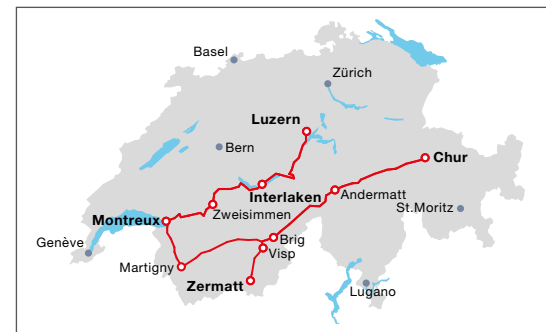 Basel
Zürich
Luzern
Bern
Chur
Interlaken
Andermatt
Montreux
Zweisimmen
St.Moritz
Genève
Brig
Visp
Martigny
Zermatt
Lugano